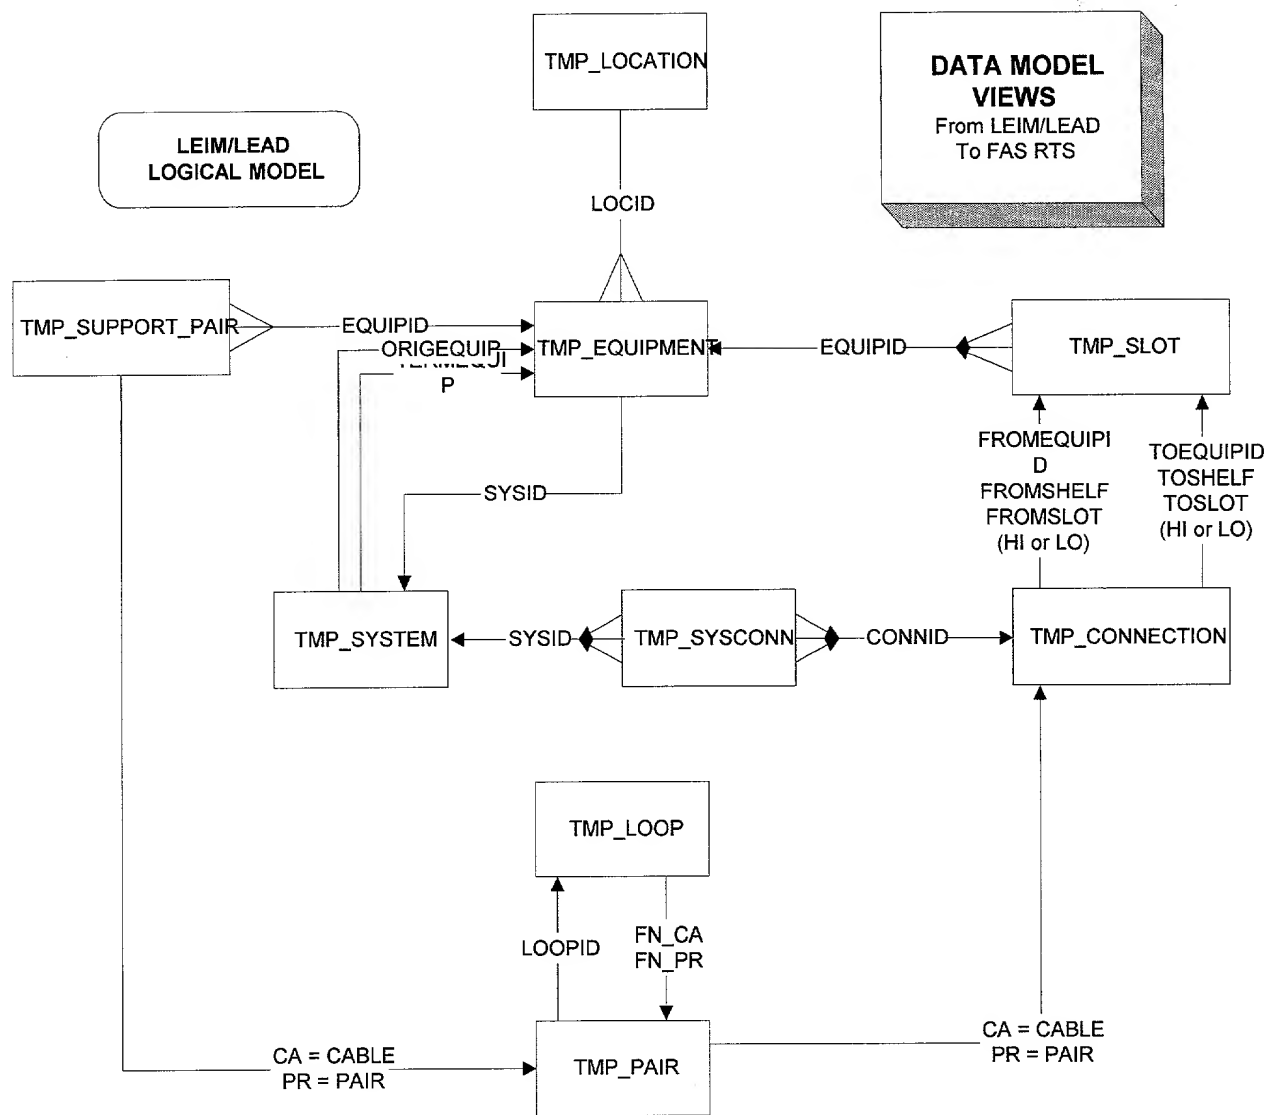 TMP_LOCATION
DATA MODEL
VIEWS
From LEIM/LEAD
To FAS RTS
LEIM/LEAD
LOGICAL MODEL
LOCID
TMP_SUPPORT_PAIR
EQUIPID
ORIGEQUIP
TERMEQUI
P
TMP_EQUIPMENT
EQUIPID
TMP_SLOT
FROMEQUIPI
D
FROMSHELF
FROMSLOT
(HI or LO)
TOEQUIPID
TOSHELF
TOSLOT
(HI or LO)
SYSID
TMP_SYSTEM
SYSID
TMP_SYSCONN
CONNID
TMP_CONNECTION
TMP_LOOP
LOOPID
FN_CA
FN_PR
CA = CABLE
PR = PAIR
TMP_PAIR
CA = CABLE
PR = PAIR